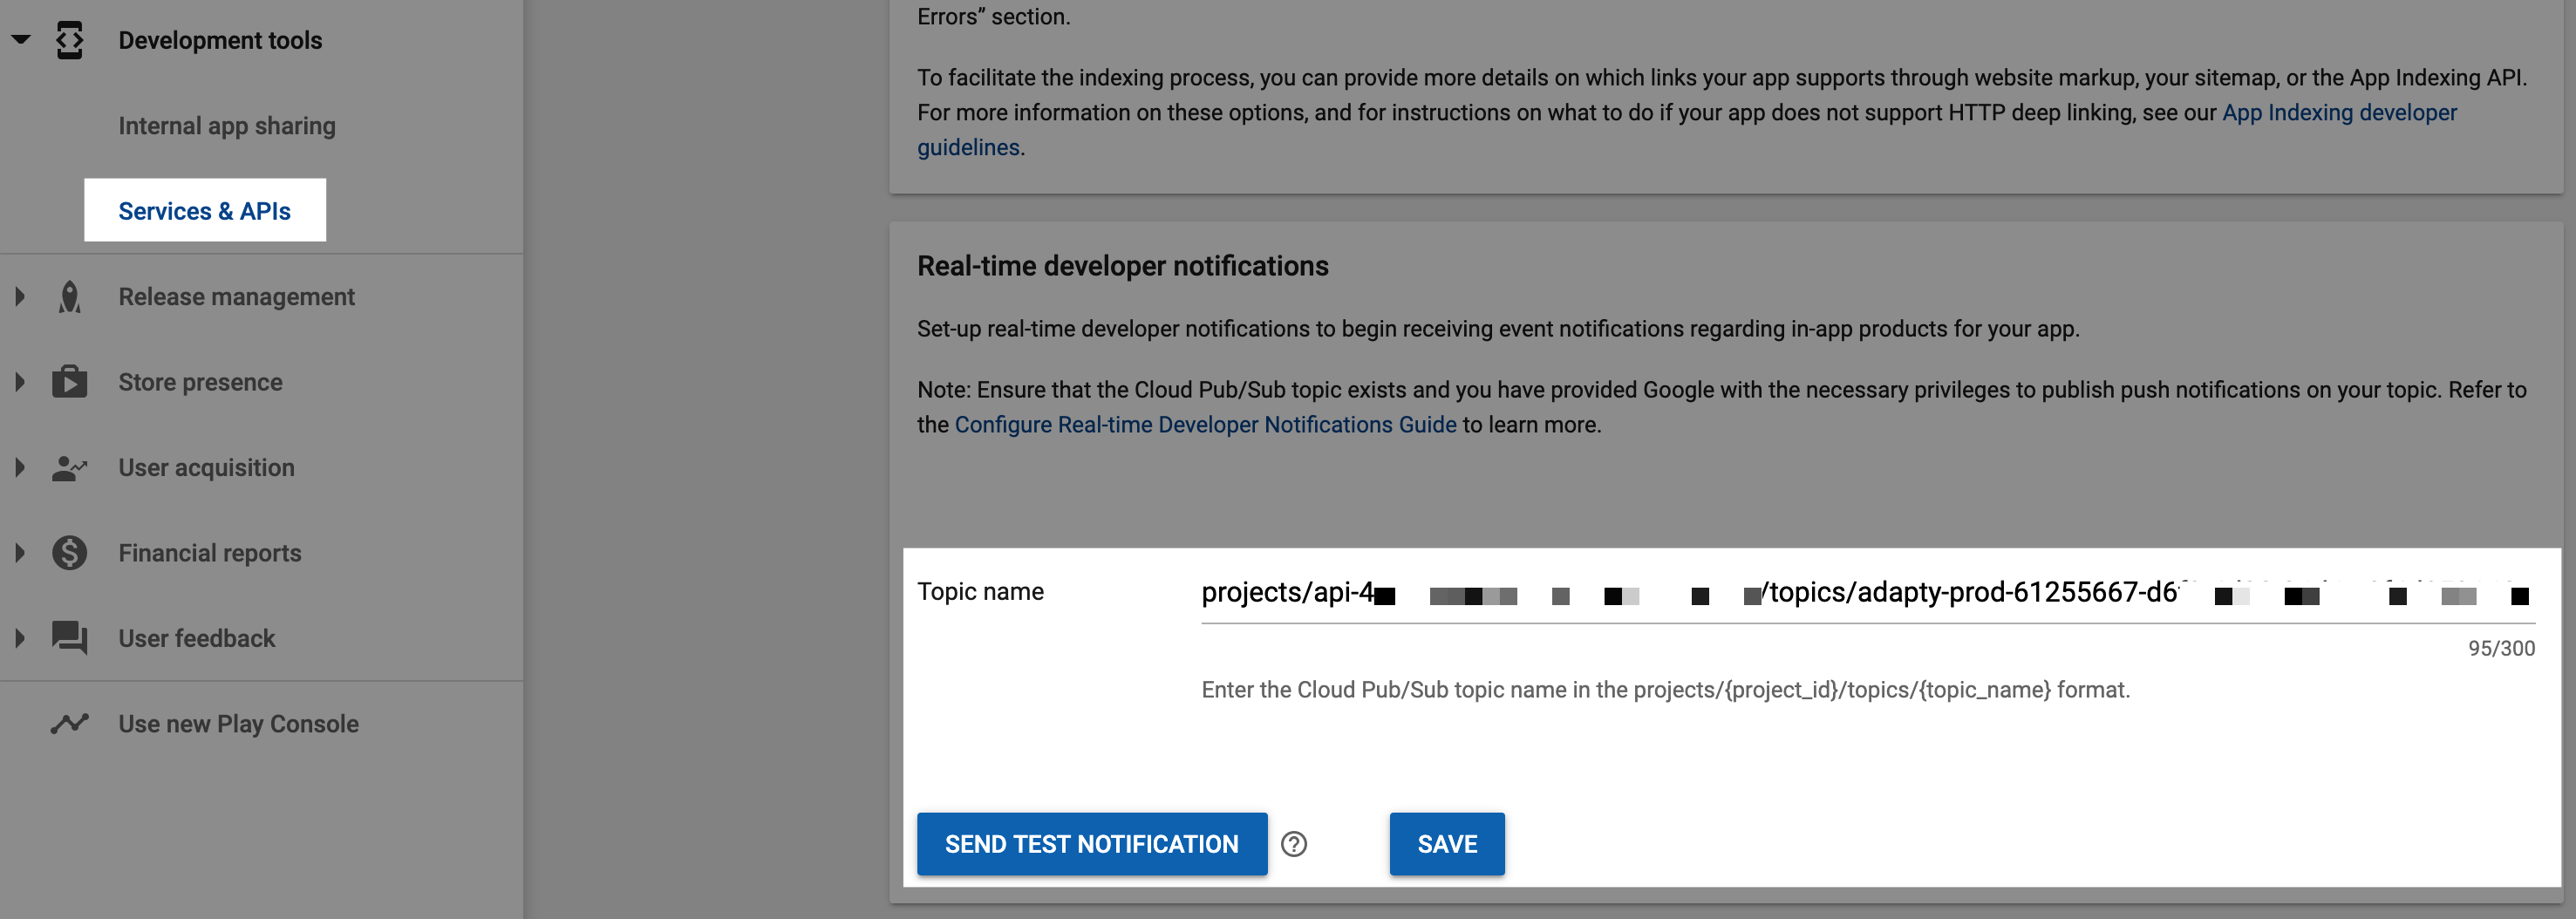 Development tools
Internal app sharing
Services & APIs
Release management
Store presence
User acquisition
Financial reports
User feedback
Use new Play Console
Errors” section.
To facilitate the indexing process, you can provide more details on which links your app supports through website markup, your sitemap, or the App Indexing API.
For more information on these options, and for instructions on what to do if your app does not support HTTP deep linking, see our App Indexing developer
guidelines.
Real-time developer notifications
Set-up real-time developer notifications to begin receiving event notifications regarding in-app products for your app.
Note: Ensure that the Cloud Pub/Sub topic exists and you have provided Google with the necessary privileges to publish push notifications on your topic. Refer to
the Configure Real-time Developer Notifications Guide to learn more.
Topic name
projects/api-4 /topics/adapty-prod-61255667-d6
95/300
Enter the Cloud Pub/Sub topic name in the projects/{project_id}/topics/{topic_name} format.
SEND TEST NOTIFICATION
SAVE